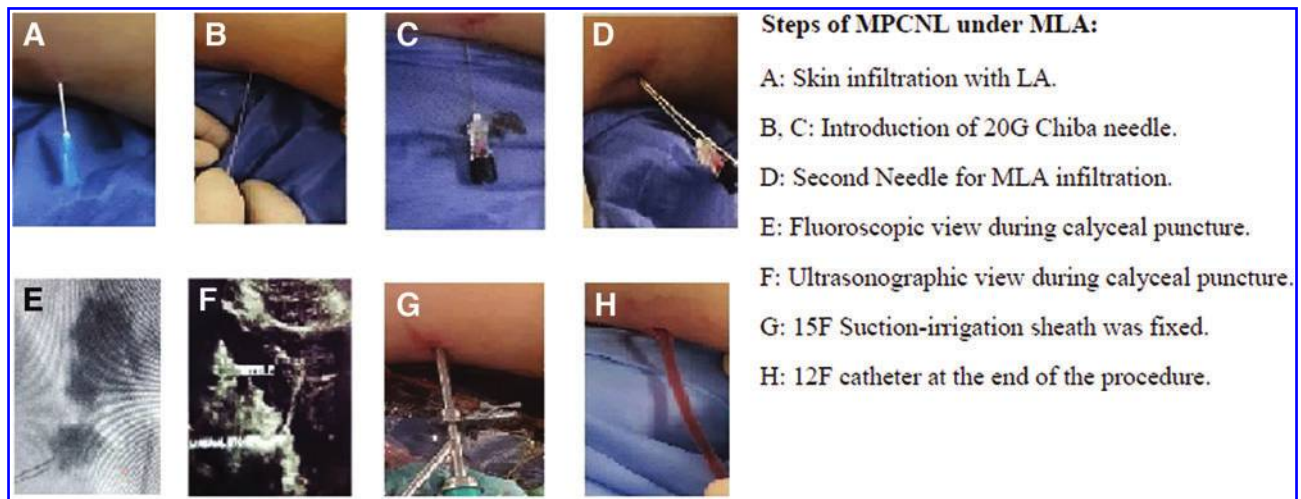 A
B
C
D
Steps of MPCNL under MLA:
A: Skin infiltration with LA.
B, C: Introduction of 20G Chiba needle.
D: Second Needle for MLA infiltration.
E: Fluoroscopic view during calyceal puncture.
F: Ultrasonographic view during calyceal puncture.
G: 15F Suction-irrigation sheath was fixed.
H: 12F catheter at the end of the procedure.
E
F
G
H